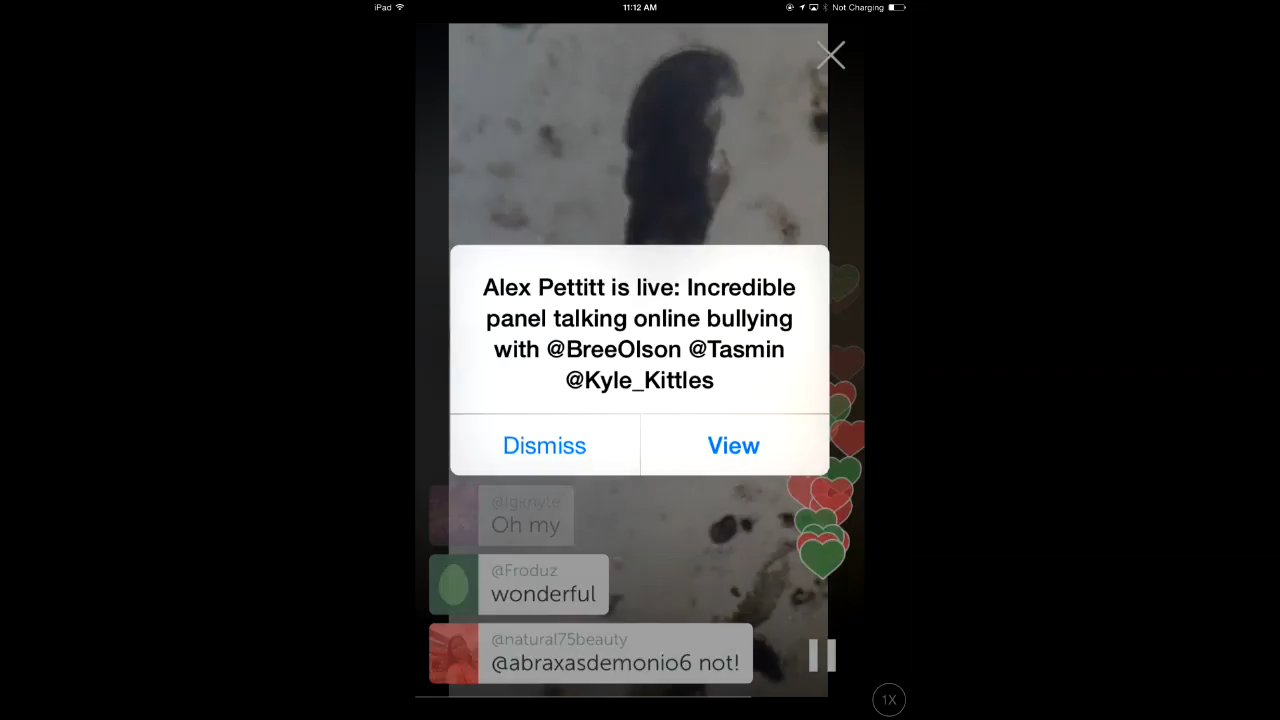 iPad
11:12 AM
Not Charging
Alex Pettitt is live: Incredible
panel talking online bullying
with @BreeOlson @Tasmin
@Kyle_Kittles
Dismiss
View
@jgknyte
Oh my
@Froduz
wonderful
@natural75beauty
@abraxasdemonio6 not!
1X